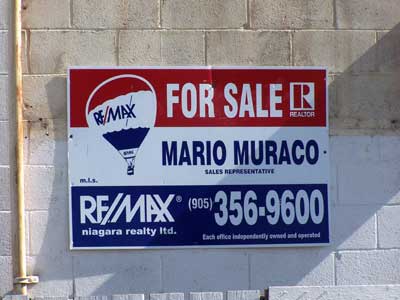 FOR SALE
R
REALTOR
RE/MAX
MARIO MURACO
SALES REPRESENTATIVE
m.l.s.
RE/MAX®
(905) 356-9600
niagara realty ltd.
Each office independently owned and operated